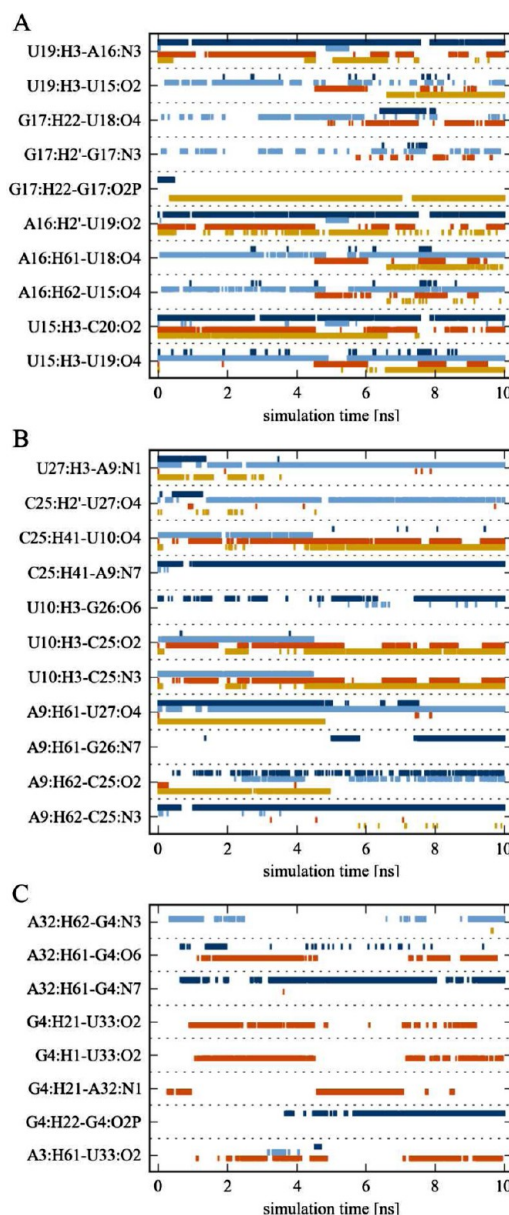 A
U19:H3-A16:N3
U19:H3-U15:O2
G17:H22-U18:O4
G17:H2'-G17:N3
G17:H22-G17:O2P
A16:H2'-U19:O2
A16:H61-U18:O4
A16:H62-U15:O4
U15:H3-C20:O2
U15:H3-U19:O4
0 2 4 6 8 10
simulation time [ns]
B
U27:H3-A9:N1
C25:H2'-U27:O4
C25:H41-U10:O4
C25:H41-A9:N7
U10:H3-G26:O6
U10:H3-C25:O2
U10:H3-C25:N3
A9:H61-U27:O4
A9:H61-G26:N7
A9:H62-C25:O2
A9:H62-C25:N3
0 2 4 6 8 10
simulation time [ns]
C
A32:H62-G4:N3
A32:H61-G4:O6
A32:H61-G4:N7
G4:H21-U33:O2
G4:H1-U33:O2
G4:H21-A32:N1
G4:H22-G4:O2P
A3:H61-U33:O2
0 2 4 6 8 10
simulation time [ns]